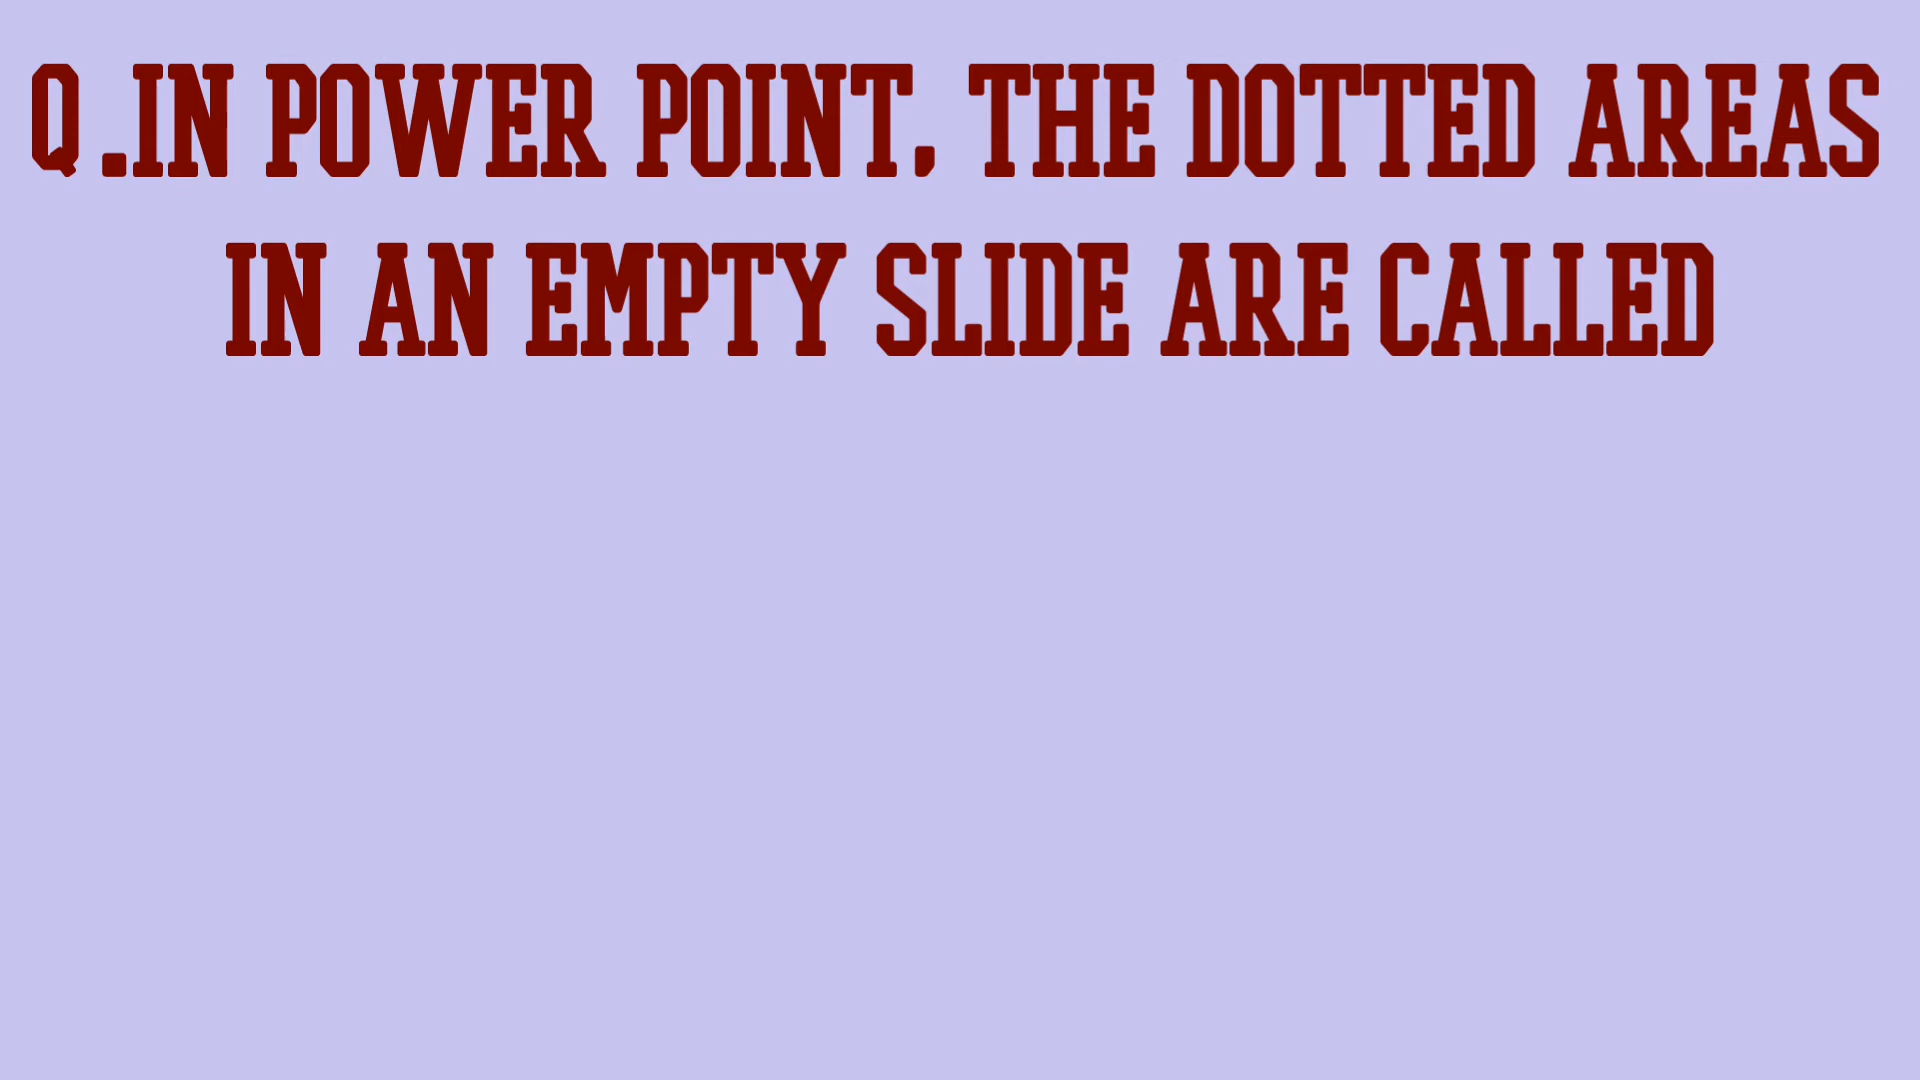 Q .IN POWER POINT, THE DOTTED AREAS
IN AN EMPTY SLIDE ARE CALLED